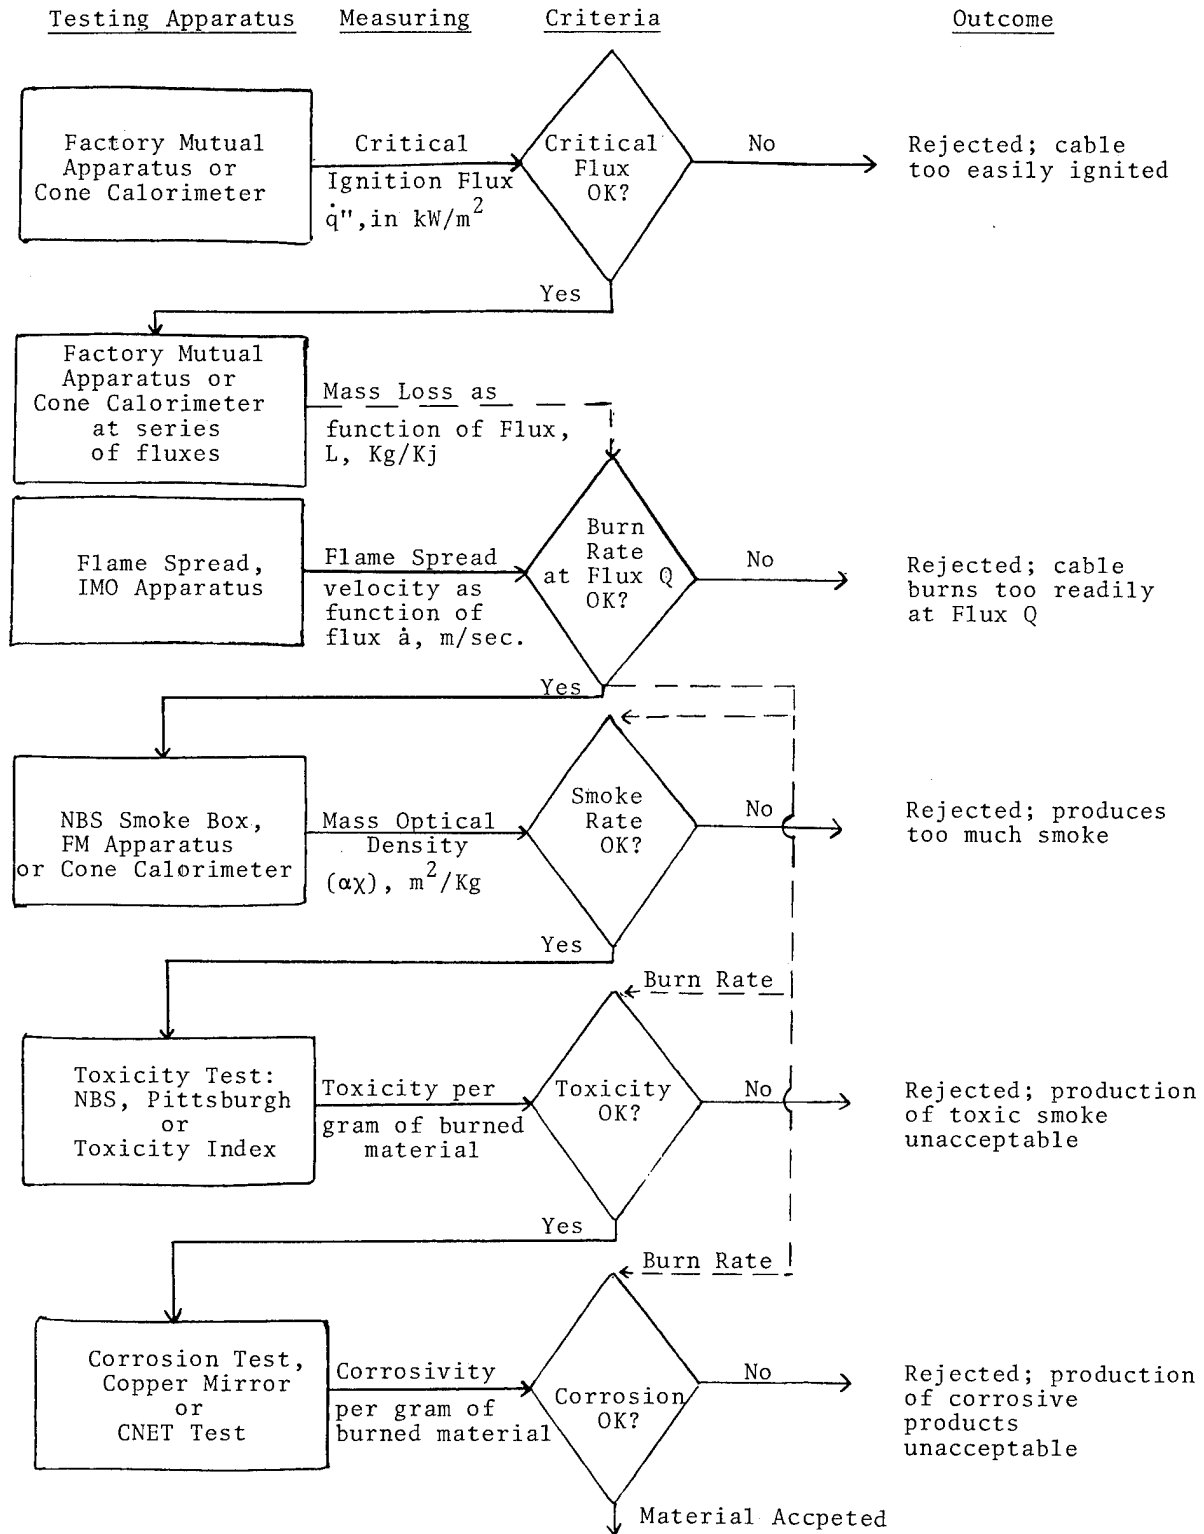 Testing Apparatus Measuring Criteria Outcome
Factory Mutual
Apparatus or
Cone Calorimeter
Critical
Ignition Flux
q̇", in kW/m²
Critical
Flux
OK?
No
Rejected; cable
too easily ignited
Yes
Factory Mutual
Apparatus or
Cone Calorimeter
at series
of fluxes
Mass Loss as
function of Flux,
L, Kg/Kj
Flame Spread,
IMO Apparatus
Flame Spread
velocity as
function of
flux ȧ, m/sec.
Burn
Rate
at Flux Q
OK?
No
Rejected; cable
burns too readily
at Flux Q
Yes
NBS Smoke Box,
FM Apparatus
or Cone Calorimeter
Mass Optical
Density
(αχ), m²/Kg
Smoke
Rate
OK?
No
Rejected; produces
too much smoke
Yes
Burn Rate
Toxicity Test:
NBS, Pittsburgh
or
Toxicity Index
Toxicity per
gram of burned
material
Toxicity
OK?
No
Rejected; production
of toxic smoke
unacceptable
Yes
Burn Rate
Corrosion Test,
Copper Mirror
or
CNET Test
Corrosivity
per gram of
burned material
Corrosion
OK?
No
Rejected; production
of corrosive
products
unacceptable
Material Accpeted